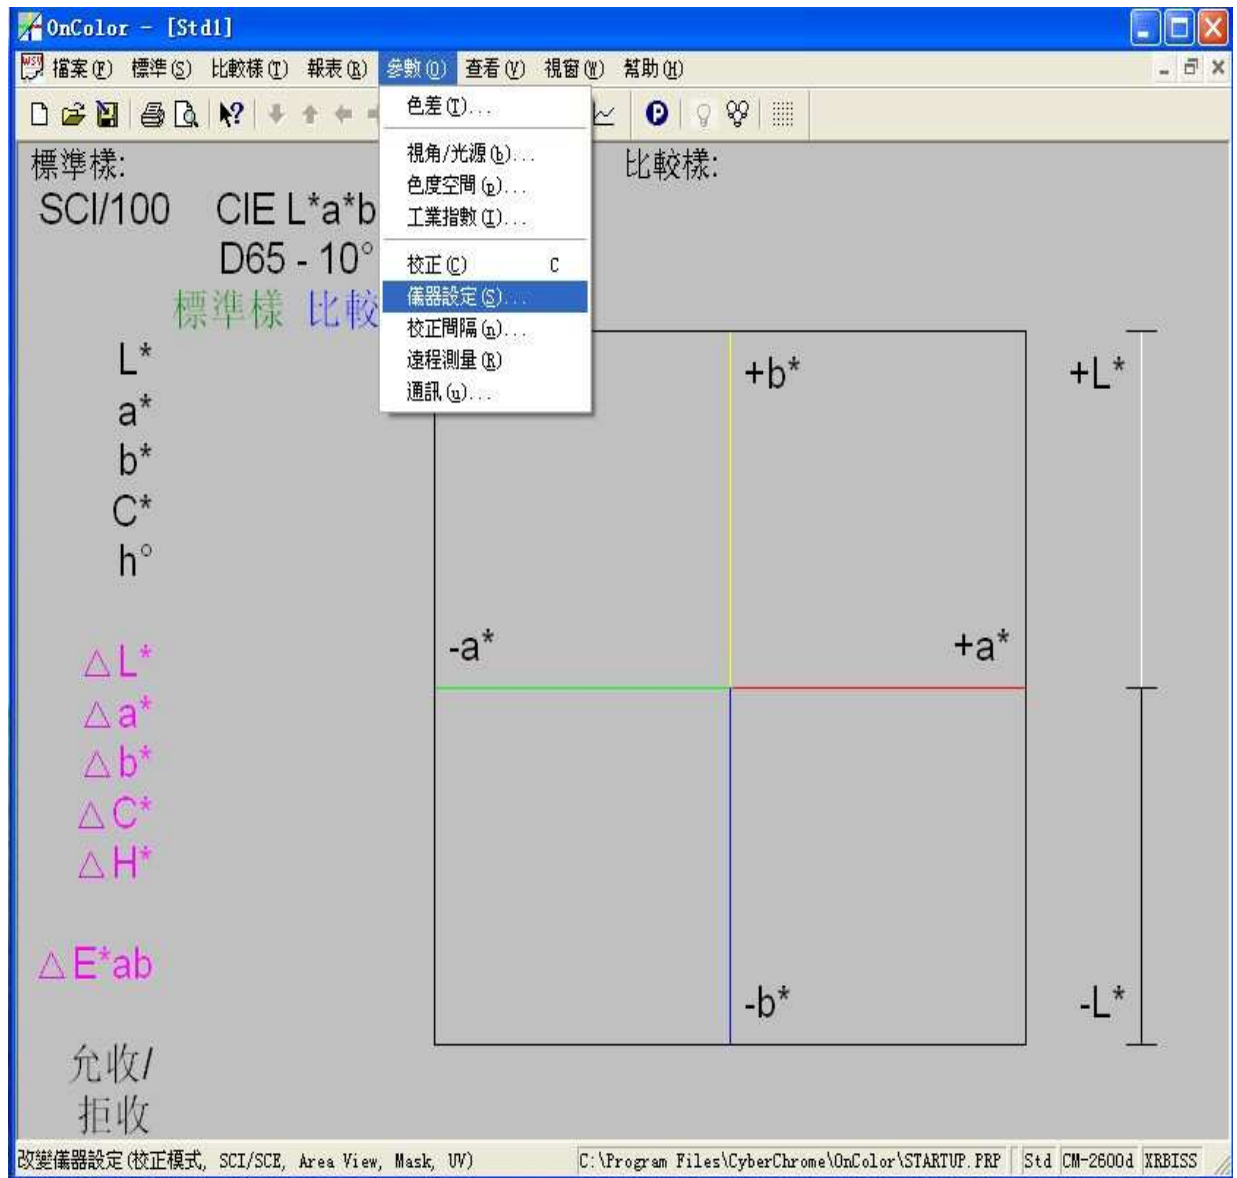 OnColor - [Std1]
檔案(F) 標準(S) 比較樣(T) 報表(R) 參數(O) 查看(V) 視窗(W) 幫助(H)
色差(T)...
視角/光源(b)...
色度空間(p)...
工業指數(I)...
校正(C) C
儀器設定(S)...
校正間隔(n)...
遠程測量(R)
通訊(u)...
標準樣:
比較樣:
SCI/100 CIE L*a*b
D65 - 10°
標準樣 比較
L*
a*
b*
C*
h°
△L*
△a*
△b*
△C*
△H*
△E*ab
允收/
拒收
+b*
+L*
-a*
+a*
-b*
-L*
改變儀器設定(校正模式, SCI/SCE, Area View, Mask, UV) C:\Program Files\CyberChrome\OnColor\STARTUP.PRP Std CM-2600d XRBISS